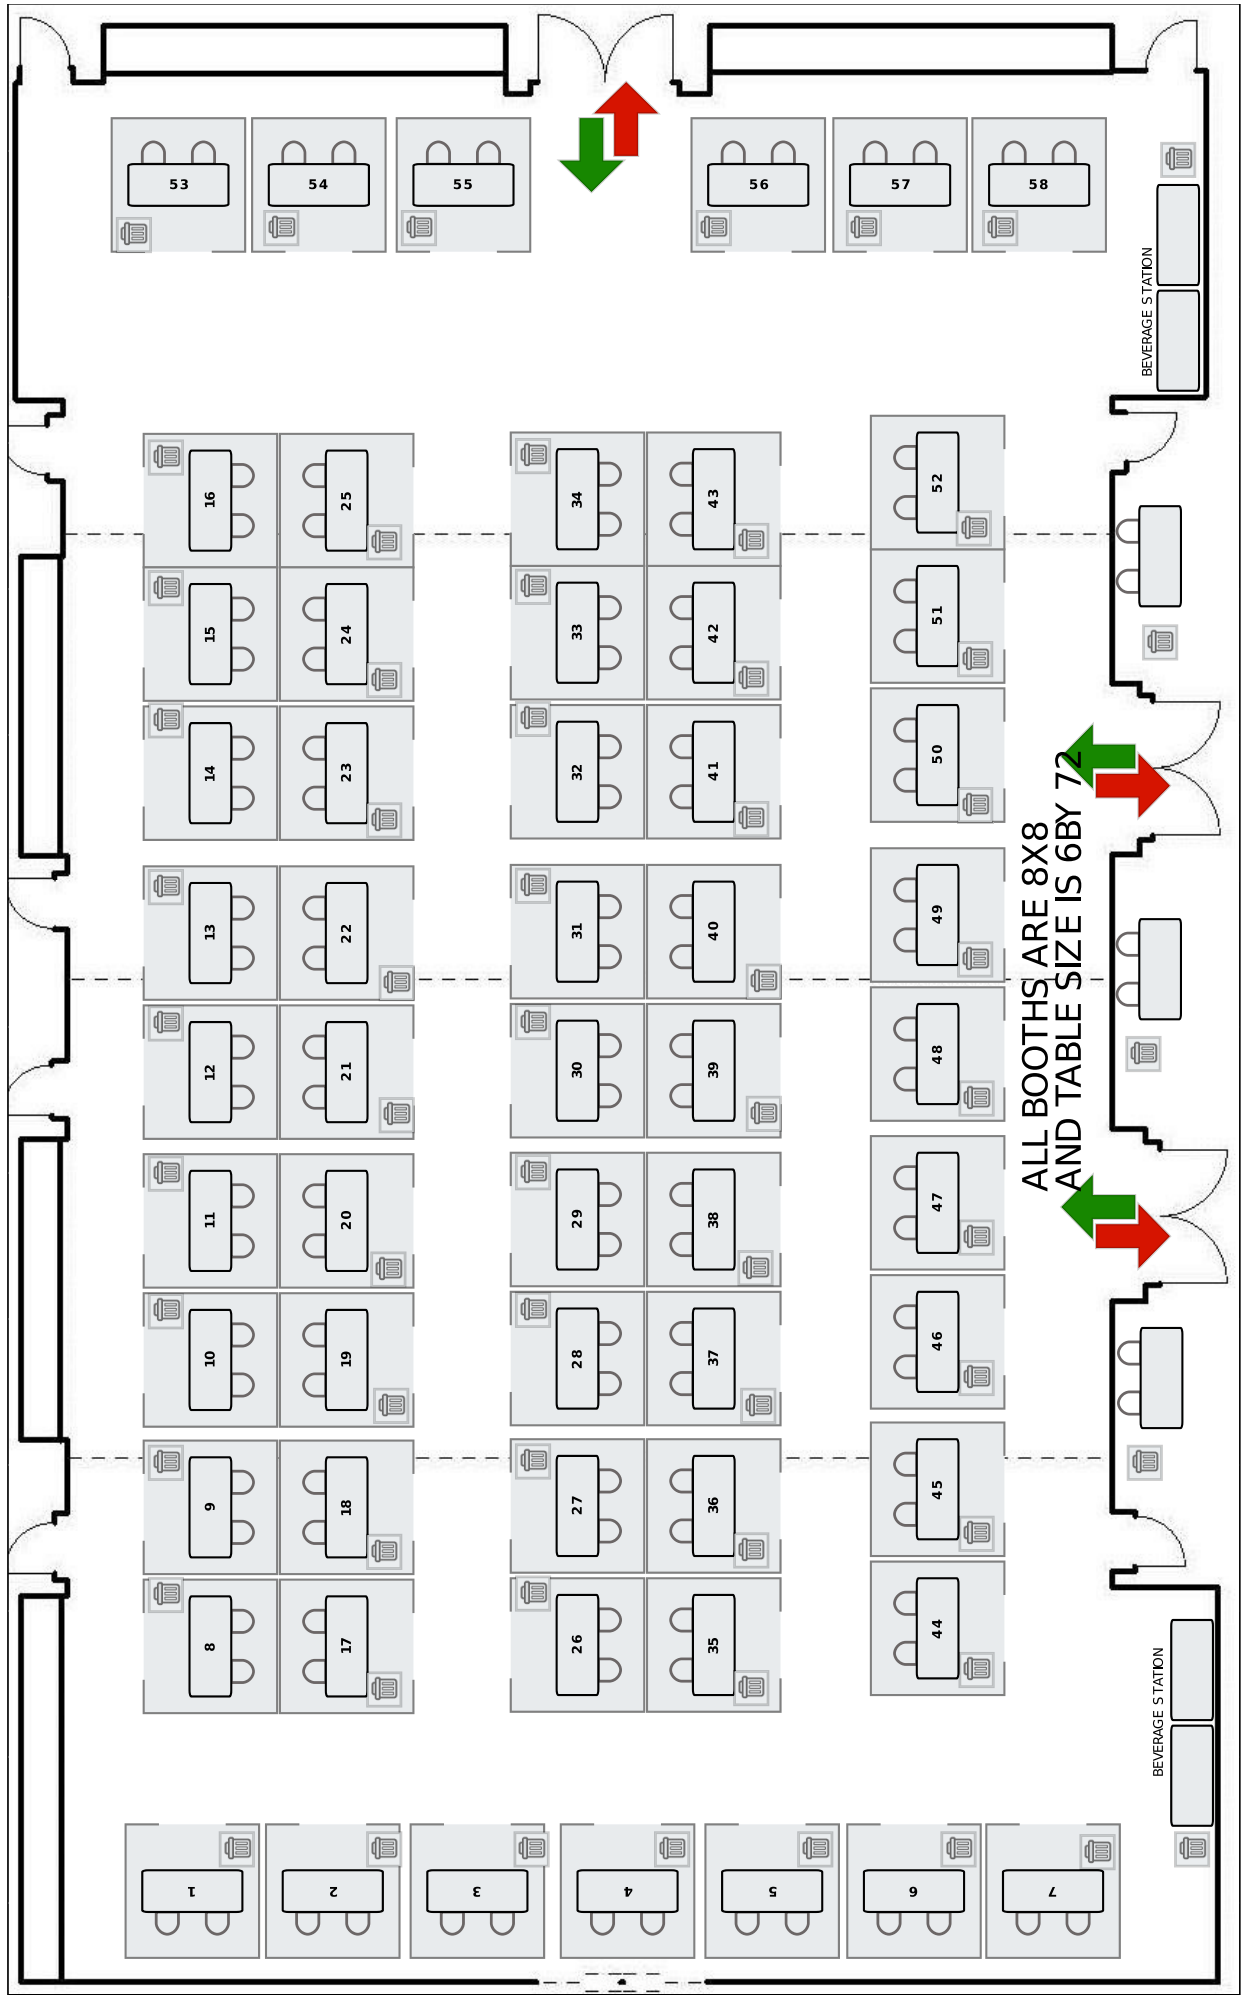 53 54 55 56 57 58
BEVERAGE STATION
16 25 34 43 52
15 24 33 42 51
14 23 32 41 50
13 22 31 40 49
12 21 30 39 48
11 20 29 38 47
10 19 28 37 46
9 18 27 36 45
8 17 26 35 44
ALL BOOTHS ARE 8X8
AND TABLE SIZE IS 6BY 72
BEVERAGE STATION
1 2 3 4 5 6 7